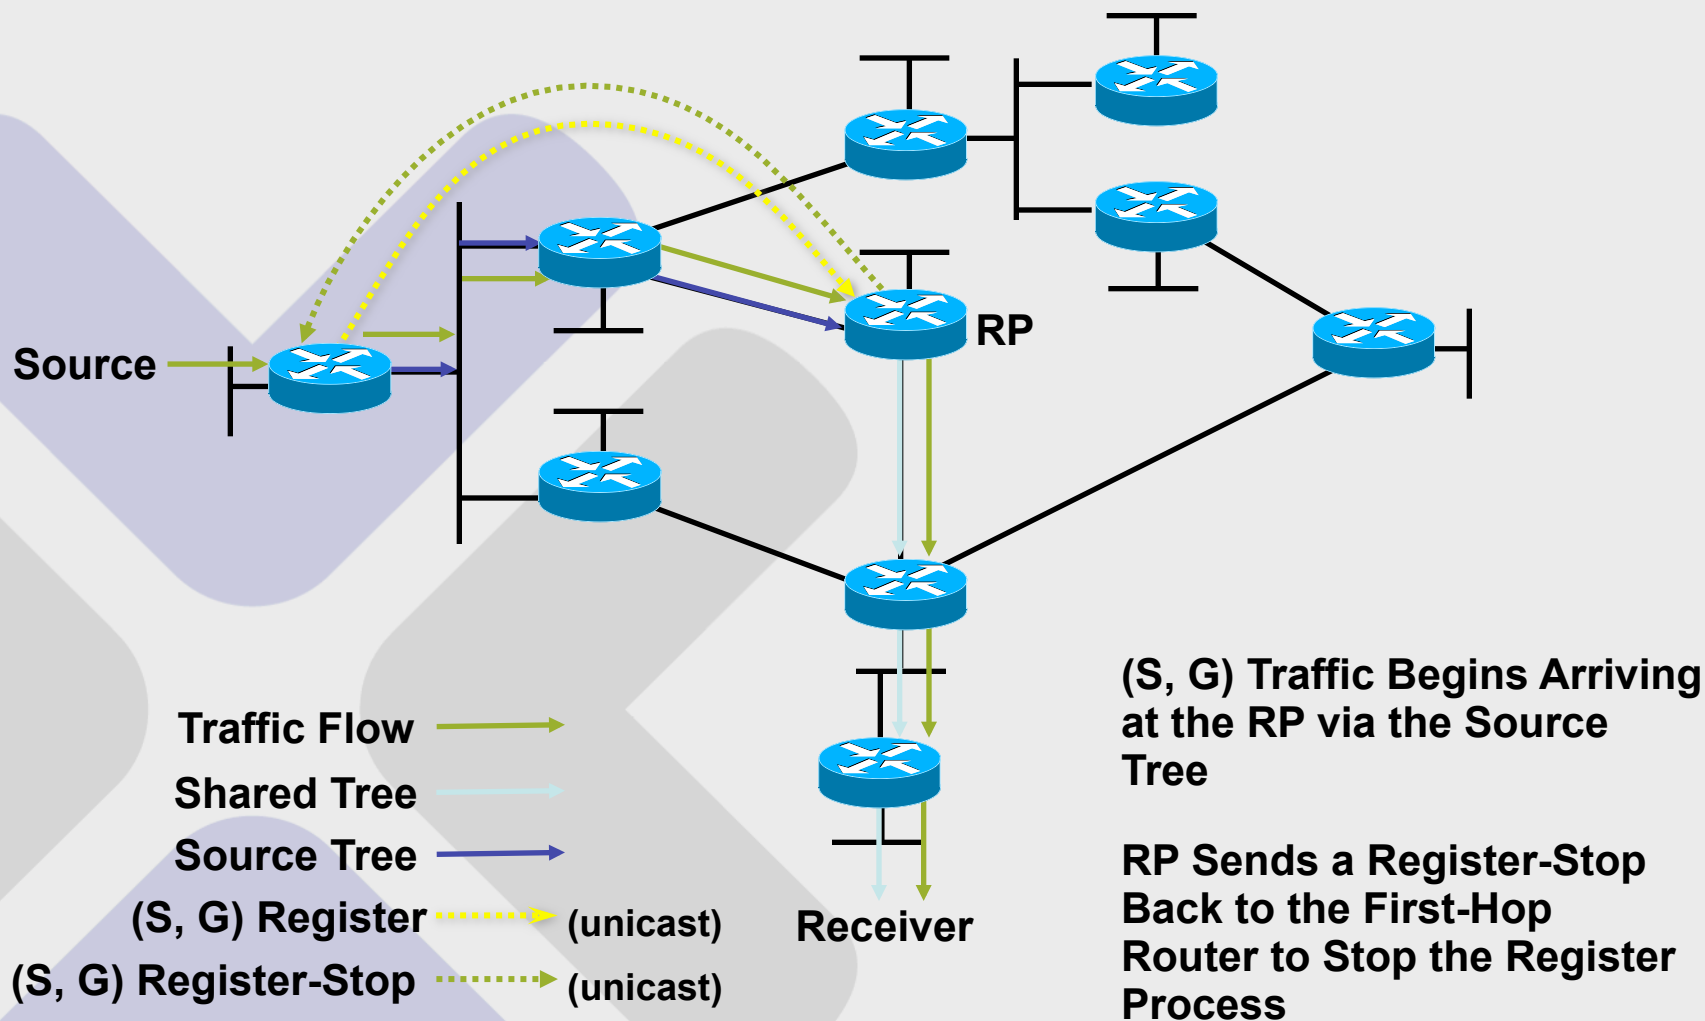 RP
Source
Traffic Flow
Shared Tree
Source Tree
(S, G) Register
(unicast)
(S, G) Register-Stop
(unicast)
Receiver
(S, G) Traffic Begins Arriving
at the RP via the Source
Tree
RP Sends a Register-Stop
Back to the First-Hop
Router to Stop the Register
Process